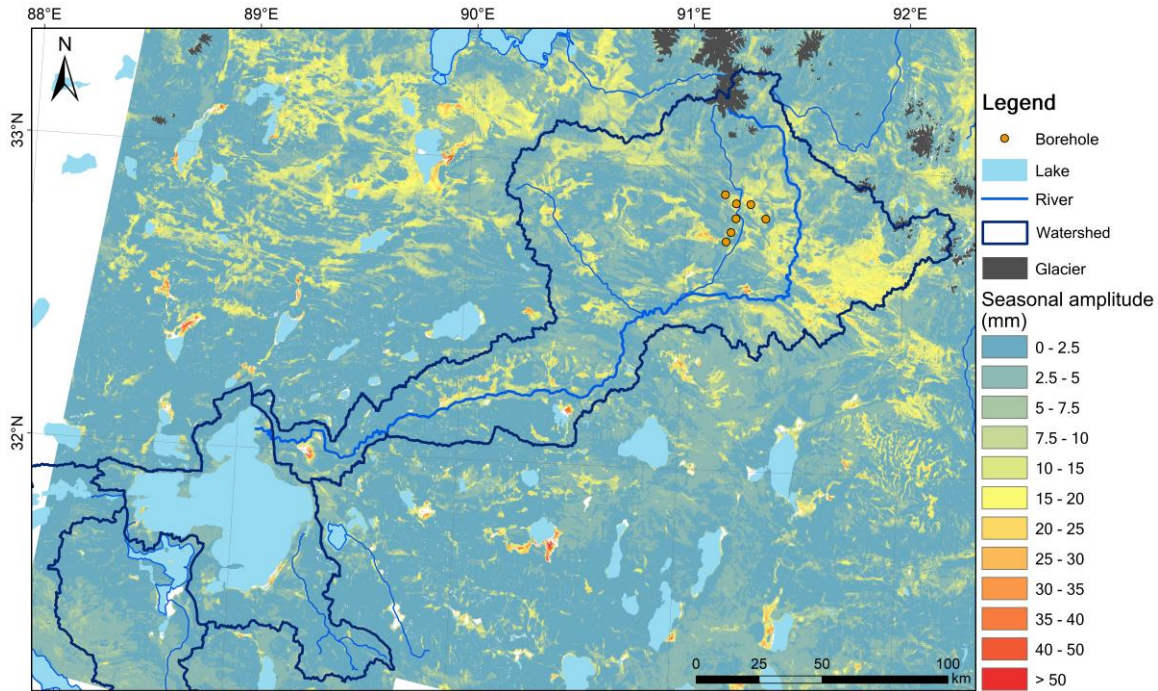 88°E 89°E 90°E 91°E 92°E
N
33°N
32°N
0 25 50 100
km
Legend
Borehole
Lake
River
Watershed
Glacier
Seasonal amplitude
(mm)
0 - 2.5
2.5 - 5
5 - 7.5
7.5 - 10
10 - 15
15 - 20
20 - 25
25 - 30
30 - 35
35 - 40
40 - 50
> 50